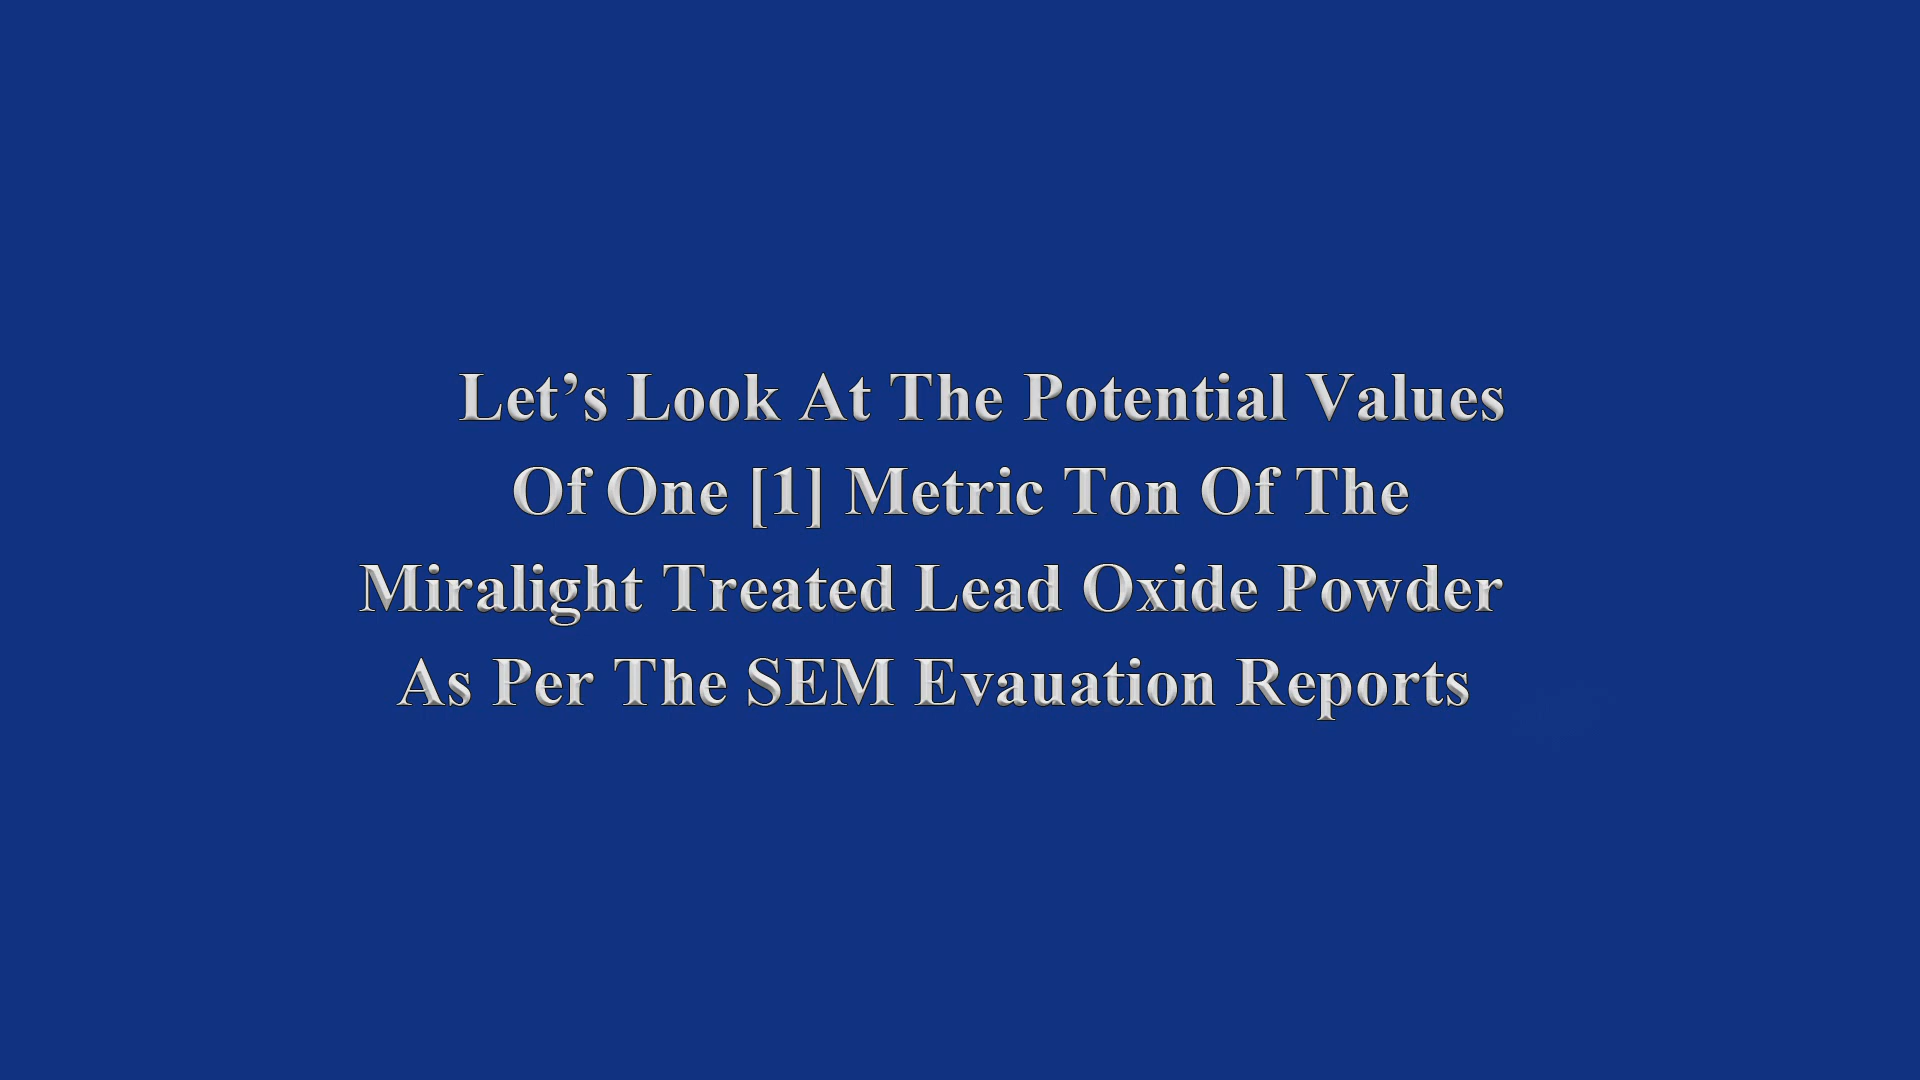 Let’s Look At The Potential Values
Of One [1] Metric Ton Of The
Miralight Treated Lead Oxide Powder
As Per The SEM Evauation Reports